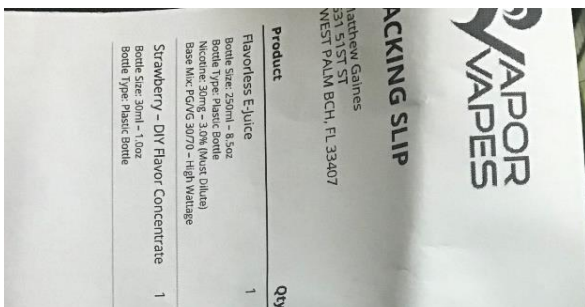 VAPOR
VAPES
ACKING SLIP
atthew Gaines
531 51ST ST
WEST PALM BCH, FL 33407
Product Qty
Flavorless E-Juice 1
Bottle Size: 250ml – 8.5oz
Bottle Type: Plastic Bottle
Nicotine: 30mg – 3.0% (Must Dilute)
Base Mix: PG/VG 30/70 – High Wattage
Strawberry – DIY Flavor Concentrate 1
Bottle Size: 30ml – 1.0oz
Bottle Type: Plastic Bottle